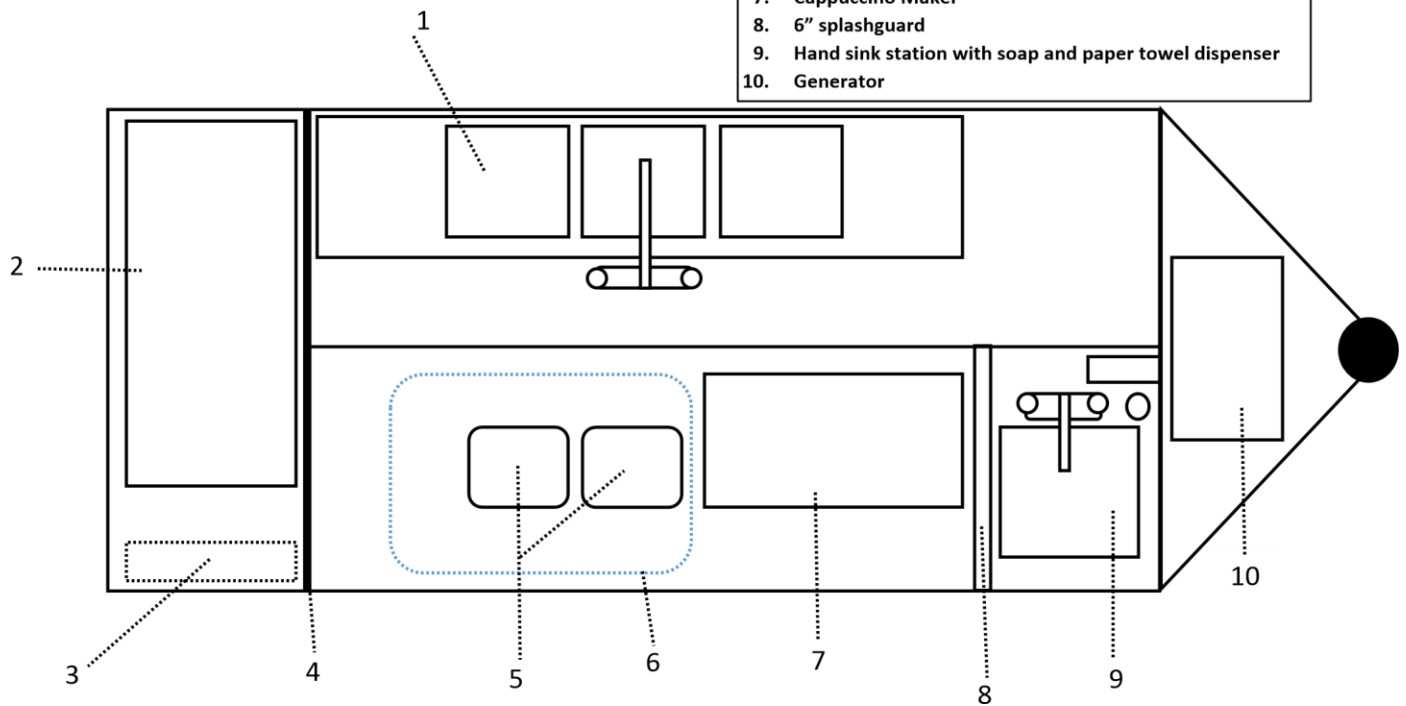 7. Cappuccino Maker
8. 6” splashguard
9. Hand sink station with soap and paper towel dispenser
10. Generator
1
2
3
4
5
6
7
8
9
10